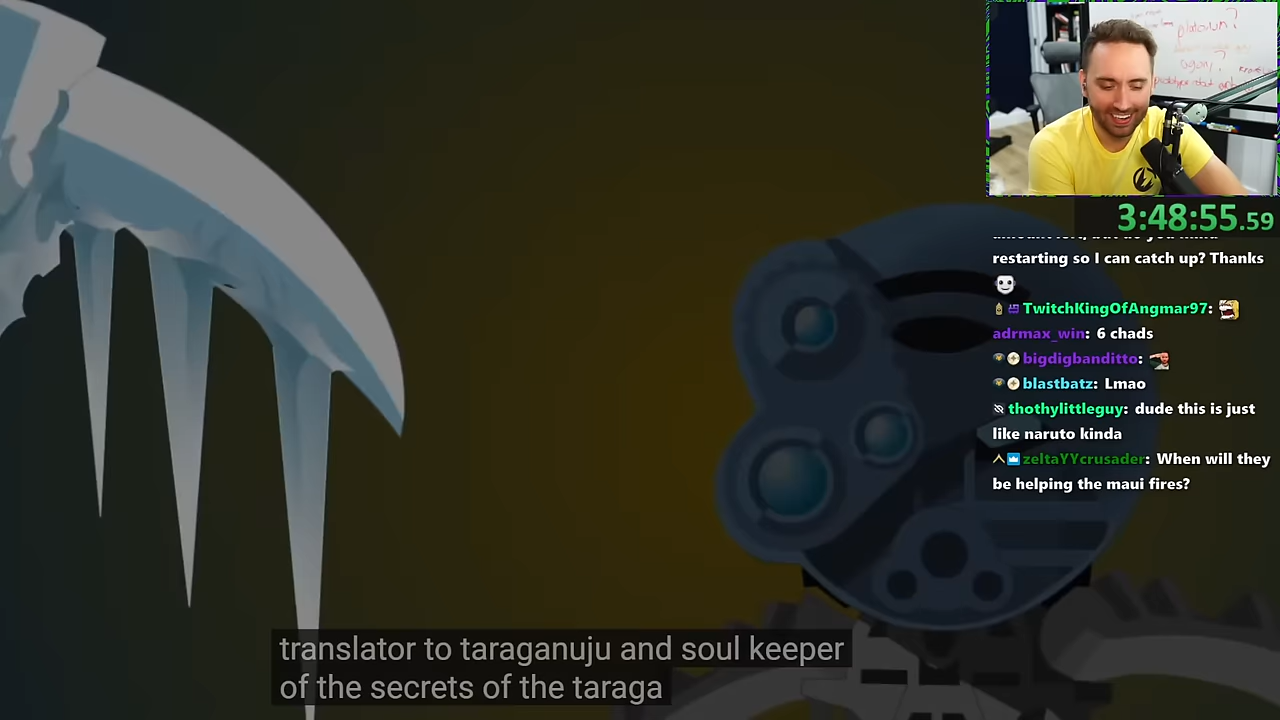 platorum?
3:48:55.59
restarting so I can catch up? Thanks
TwitchKingOfAngmar97:
adrmax_win: 6 chads
bigdigbanditto:
blastbatz: Lmao
thothylittleguy: dude this is just
like naruto kinda
zeltaYYcrusader: When will they
be helping the maui fires?
translator to taraganuju and soul keeper
of the secrets of the taraga